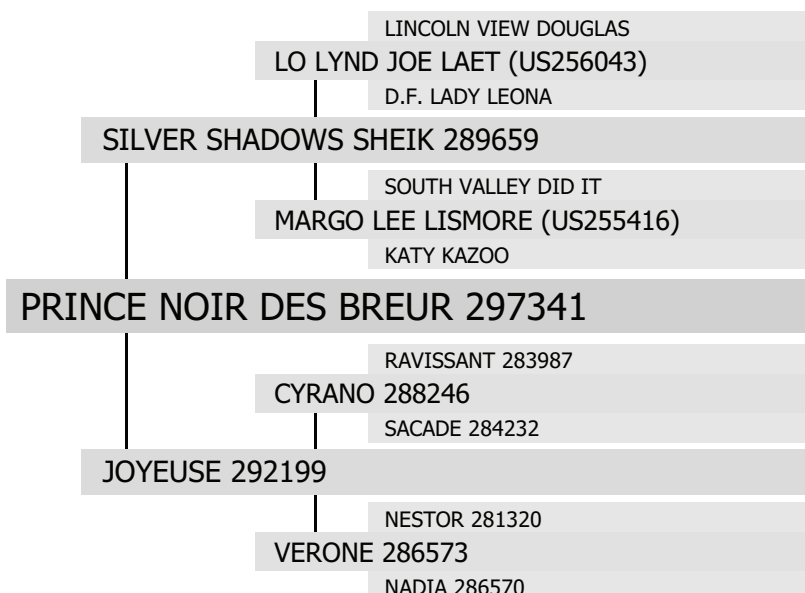 LINCOLN VIEW DOUGLAS
LO LYND JOE LAET (US256043)
D.F. LADY LEONA
SILVER SHADOWS SHEIK 289659
SOUTH VALLEY DID IT
MARGO LEE LISMORE (US255416)
KATY KAZOO
PRINCE NOIR DES BREUR 297341
RAVISSANT 283987
CYRANO 288246
SACADE 284232
JOYEUSE 292199
NESTOR 281320
VERONE 286573
NADIA 286570